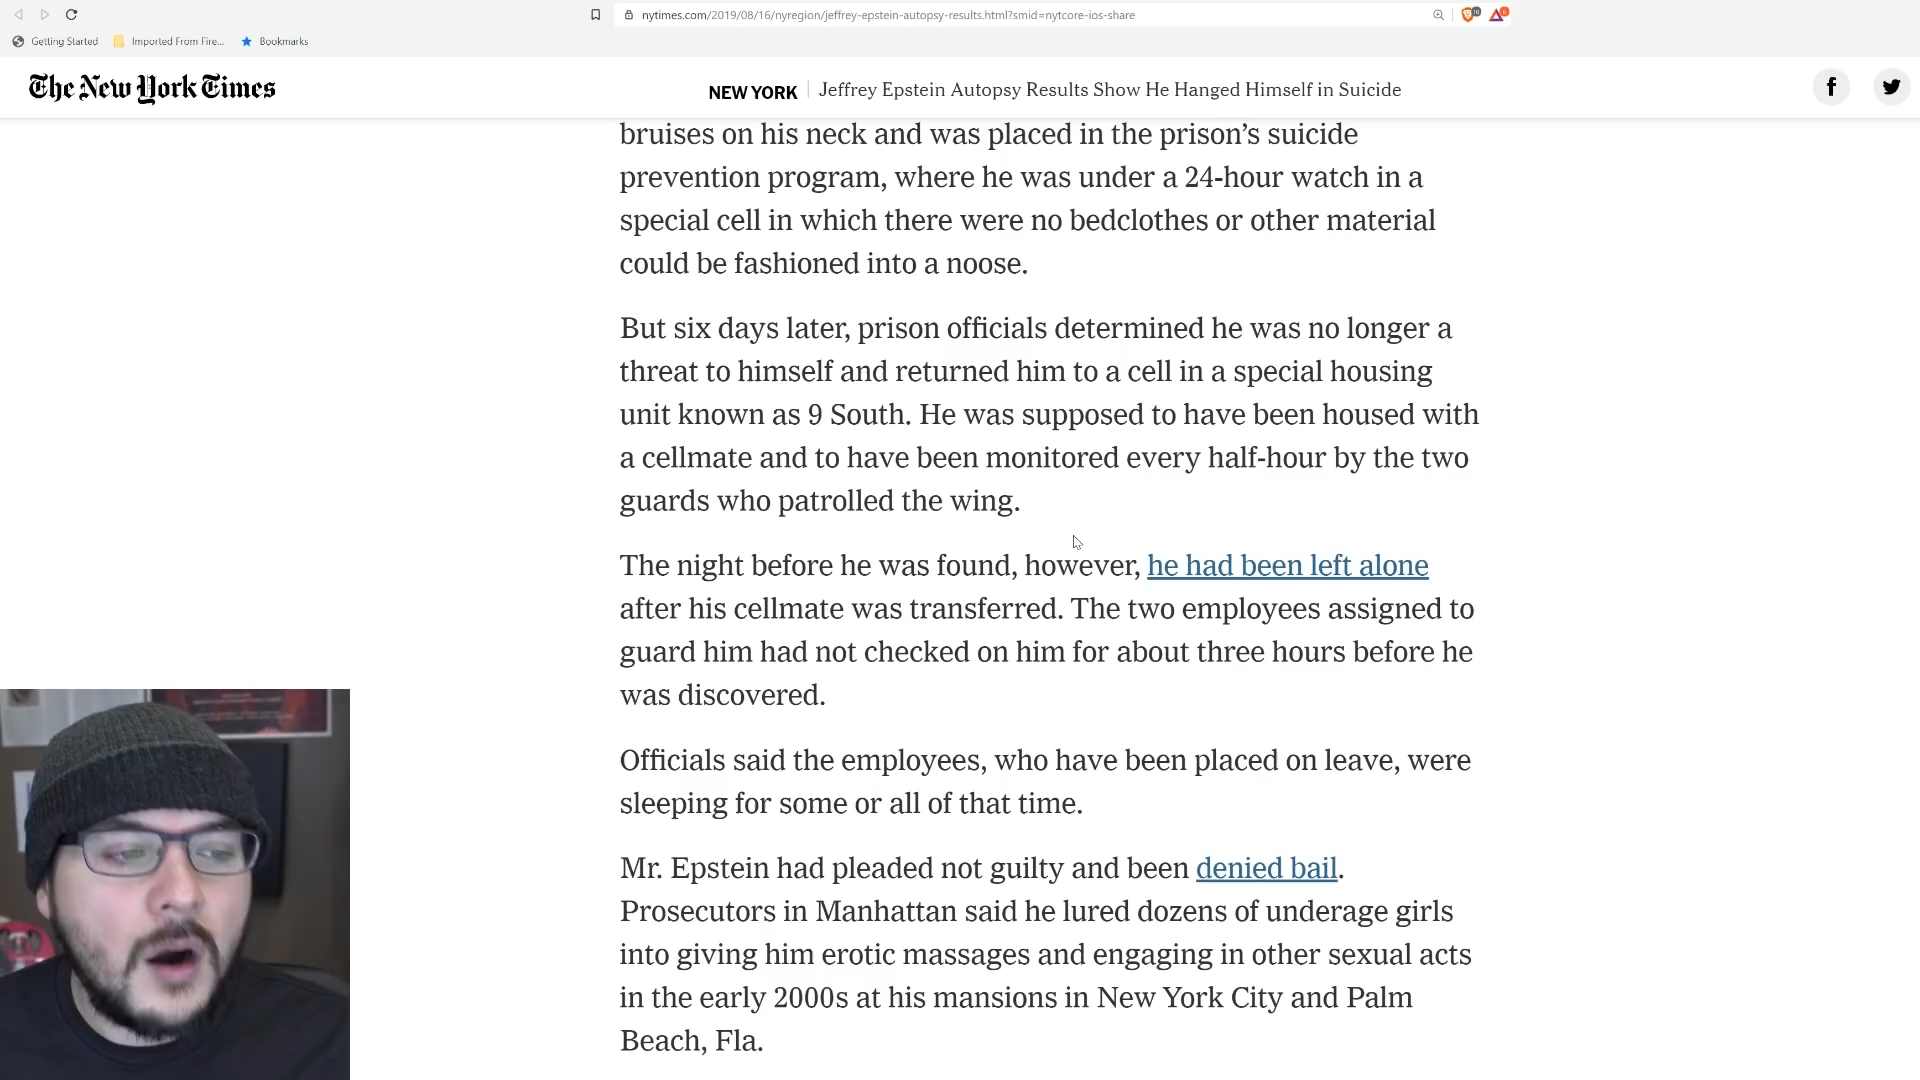 nytimes.com/2019/08/16/nyregion/jeffrey-epstein-autopsy-results.html?smid=nytcore-ios-share
Getting Started
Imported From Fire...
Bookmarks
The New York Times
NEW YORK
Jeffrey Epstein Autopsy Results Show He Hanged Himself in Suicide
bruises on his neck and was placed in the prison’s suicide
prevention program, where he was under a 24-hour watch in a
special cell in which there were no bedclothes or other material
could be fashioned into a noose.
But six days later, prison officials determined he was no longer a
threat to himself and returned him to a cell in a special housing
unit known as 9 South. He was supposed to have been housed with
a cellmate and to have been monitored every half-hour by the two
guards who patrolled the wing.
The night before he was found, however, he had been left alone
after his cellmate was transferred. The two employees assigned to
guard him had not checked on him for about three hours before he
was discovered.
Officials said the employees, who have been placed on leave, were
sleeping for some or all of that time.
Mr. Epstein had pleaded not guilty and been denied bail.
Prosecutors in Manhattan said he lured dozens of underage girls
into giving him erotic massages and engaging in other sexual acts
in the early 2000s at his mansions in New York City and Palm
Beach, Fla.